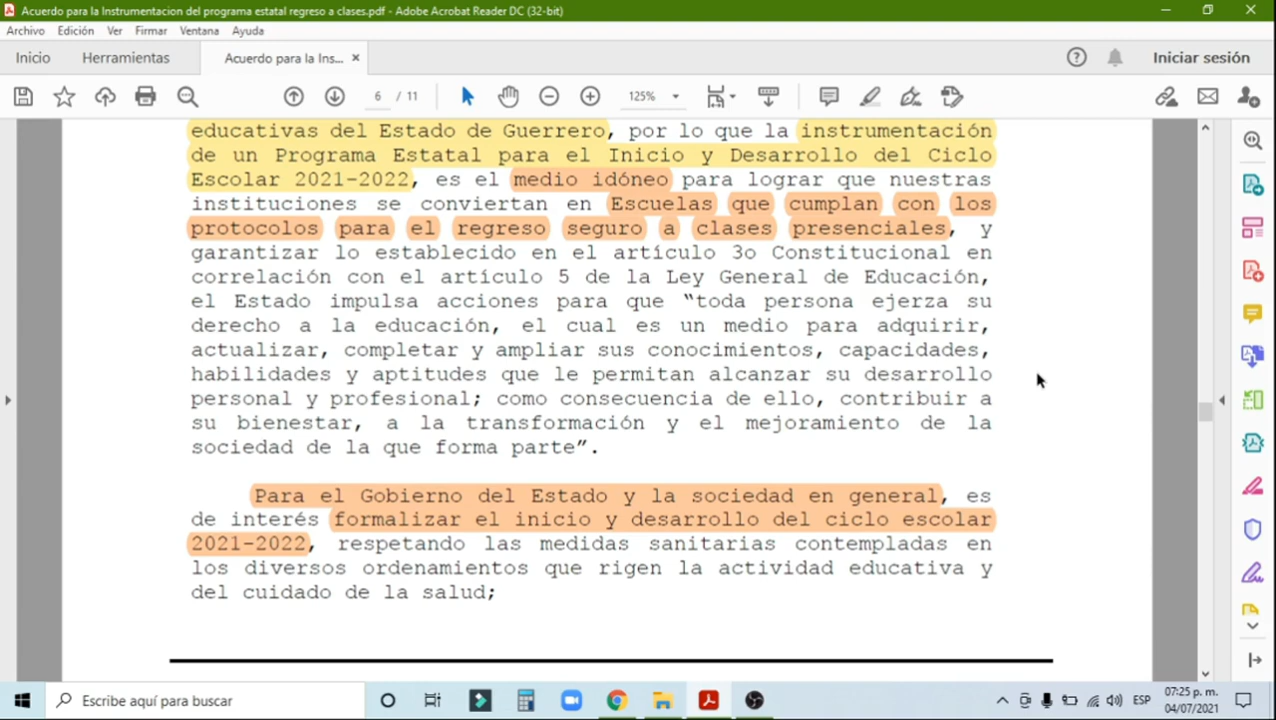 Acuerdo para la Instrumentacion del programa estatal regreso a clases.pdf - Adobe Acrobat Reader DC (32-bit)
Archivo Edición Ver Firmar Ventana Ayuda
Inicio Herramientas Acuerdo para la Ins... × Iniciar sesión
6 / 11 125%
educativas del Estado de Guerrero, por lo que la instrumentación
de un Programa Estatal para el Inicio y Desarrollo del Ciclo
Escolar 2021-2022, es el medio idóneo para lograr que nuestras
instituciones se conviertan en Escuelas que cumplan con los
protocolos para el regreso seguro a clases presenciales, y
garantizar lo establecido en el artículo 3o Constitucional en
correlación con el artículo 5 de la Ley General de Educación,
el Estado impulsa acciones para que “toda persona ejerza su
derecho a la educación, el cual es un medio para adquirir,
actualizar, completar y ampliar sus conocimientos, capacidades,
habilidades y aptitudes que le permitan alcanzar su desarrollo
personal y profesional; como consecuencia de ello, contribuir a
su bienestar, a la transformación y el mejoramiento de la
sociedad de la que forma parte”.
Para el Gobierno del Estado y la sociedad en general, es
de interés formalizar el inicio y desarrollo del ciclo escolar
2021-2022, respetando las medidas sanitarias contempladas en
los diversos ordenamientos que rigen la actividad educativa y
del cuidado de la salud;
Escribe aquí para buscar
ESP
07:25 p. m.
04/07/2021